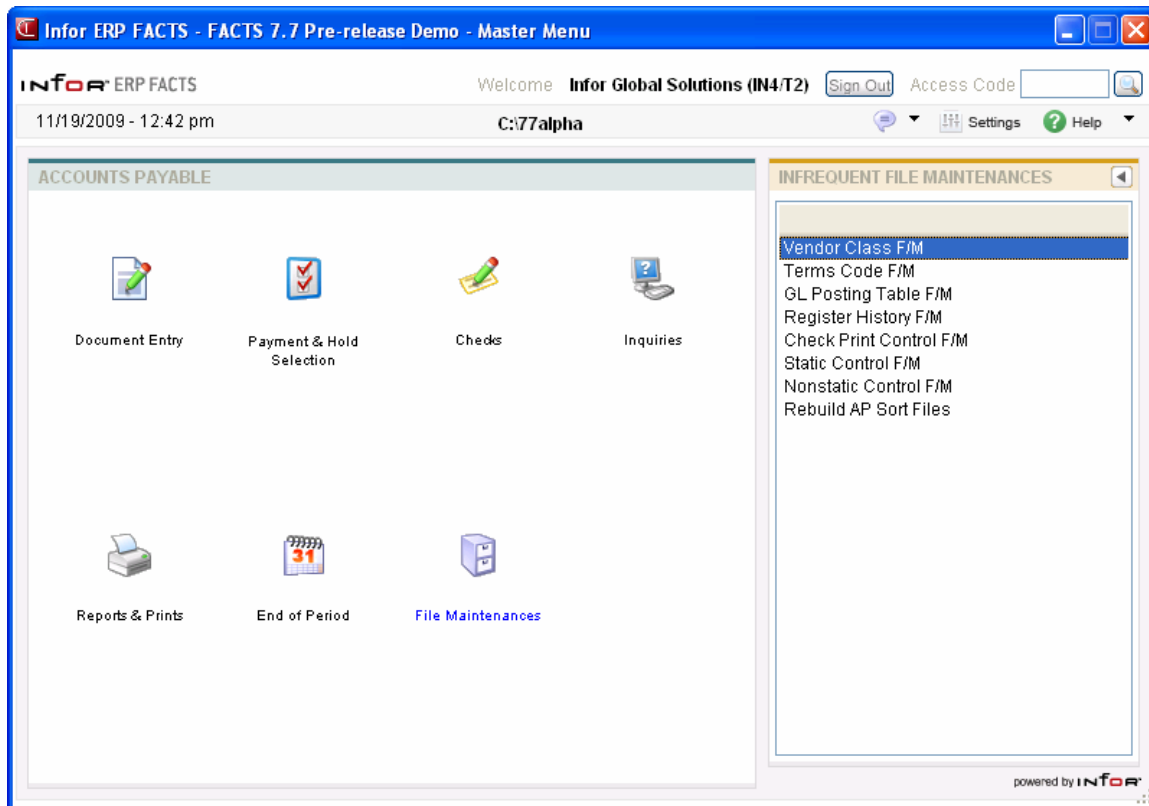 Infor ERP FACTS - FACTS 7.7 Pre-release Demo - Master Menu
infor ERP FACTS
Welcome Infor Global Solutions (IN4/T2) Sign Out Access Code
11/19/2009 - 12:42 pm
C:\77alpha
Settings Help
ACCOUNTS PAYABLE
Document Entry
Payment & Hold
Selection
Checks
Inquiries
31
Reports & Prints
End of Period
File Maintenances
INFREQUENT FILE MAINTENANCES
Vendor Class F/M
Terms Code F/M
GL Posting Table F/M
Register History F/M
Check Print Control F/M
Static Control F/M
Nonstatic Control F/M
Rebuild AP Sort Files
powered by infor